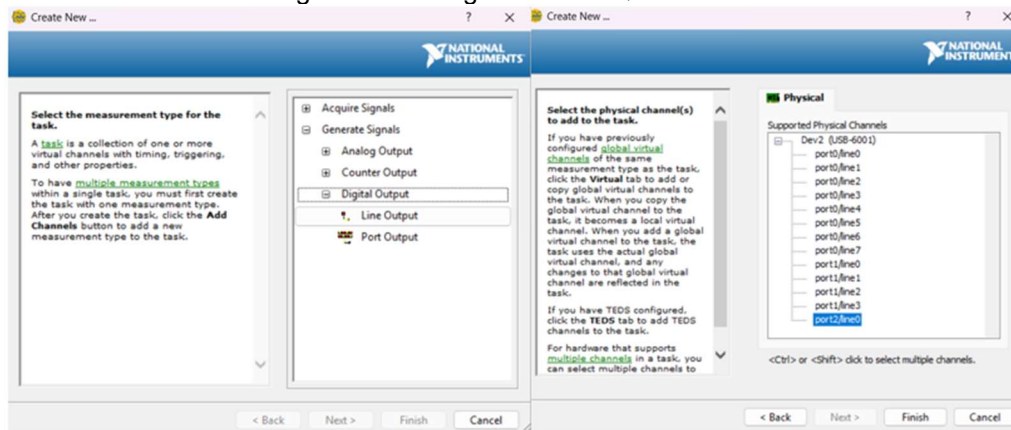 Create New ...
NATIONAL
INSTRUMENTS
Select the measurement type for the
task.
A task is a collection of one or more
virtual channels with timing, triggering,
and other properties.
To have multiple measurement types
within a single task, you must first create
the task with one measurement type.
After you create the task, click the Add
Channels button to add a new
measurement type to the task.
Acquire Signals
Generate Signals
Analog Output
Counter Output
Digital Output
Line Output
Port Output
< Back Next > Finish Cancel
Create New ...
NATIONAL
INSTRUMENT
Select the physical channel(s)
to add to the task.
If you have previously
configured global virtual
channels of the same
measurement type as the task,
click the Virtual tab to add or
copy global virtual channels to
the task. When you copy the
global virtual channel to the
task, it becomes a local virtual
channel. When you add a global
virtual channel to the task, the
task uses the actual global
virtual channel, and any
changes to that global virtual
channel are reflected in the
task.
If you have TEDS configured,
click the TEDS tab to add TEDS
channels to the task.
For hardware that supports
multiple channels in a task, you
can select multiple channels to
Physical
Supported Physical Channels
Dev2 (USB-6001)
port0/line0
port0/line1
port0/line2
port0/line3
port0/line4
port0/line5
port0/line6
port0/line7
port1/line0
port1/line1
port1/line2
port1/line3
port2/line0
<Ctrl> or <Shift> click to select multiple channels.
< Back Next > Finish Cancel